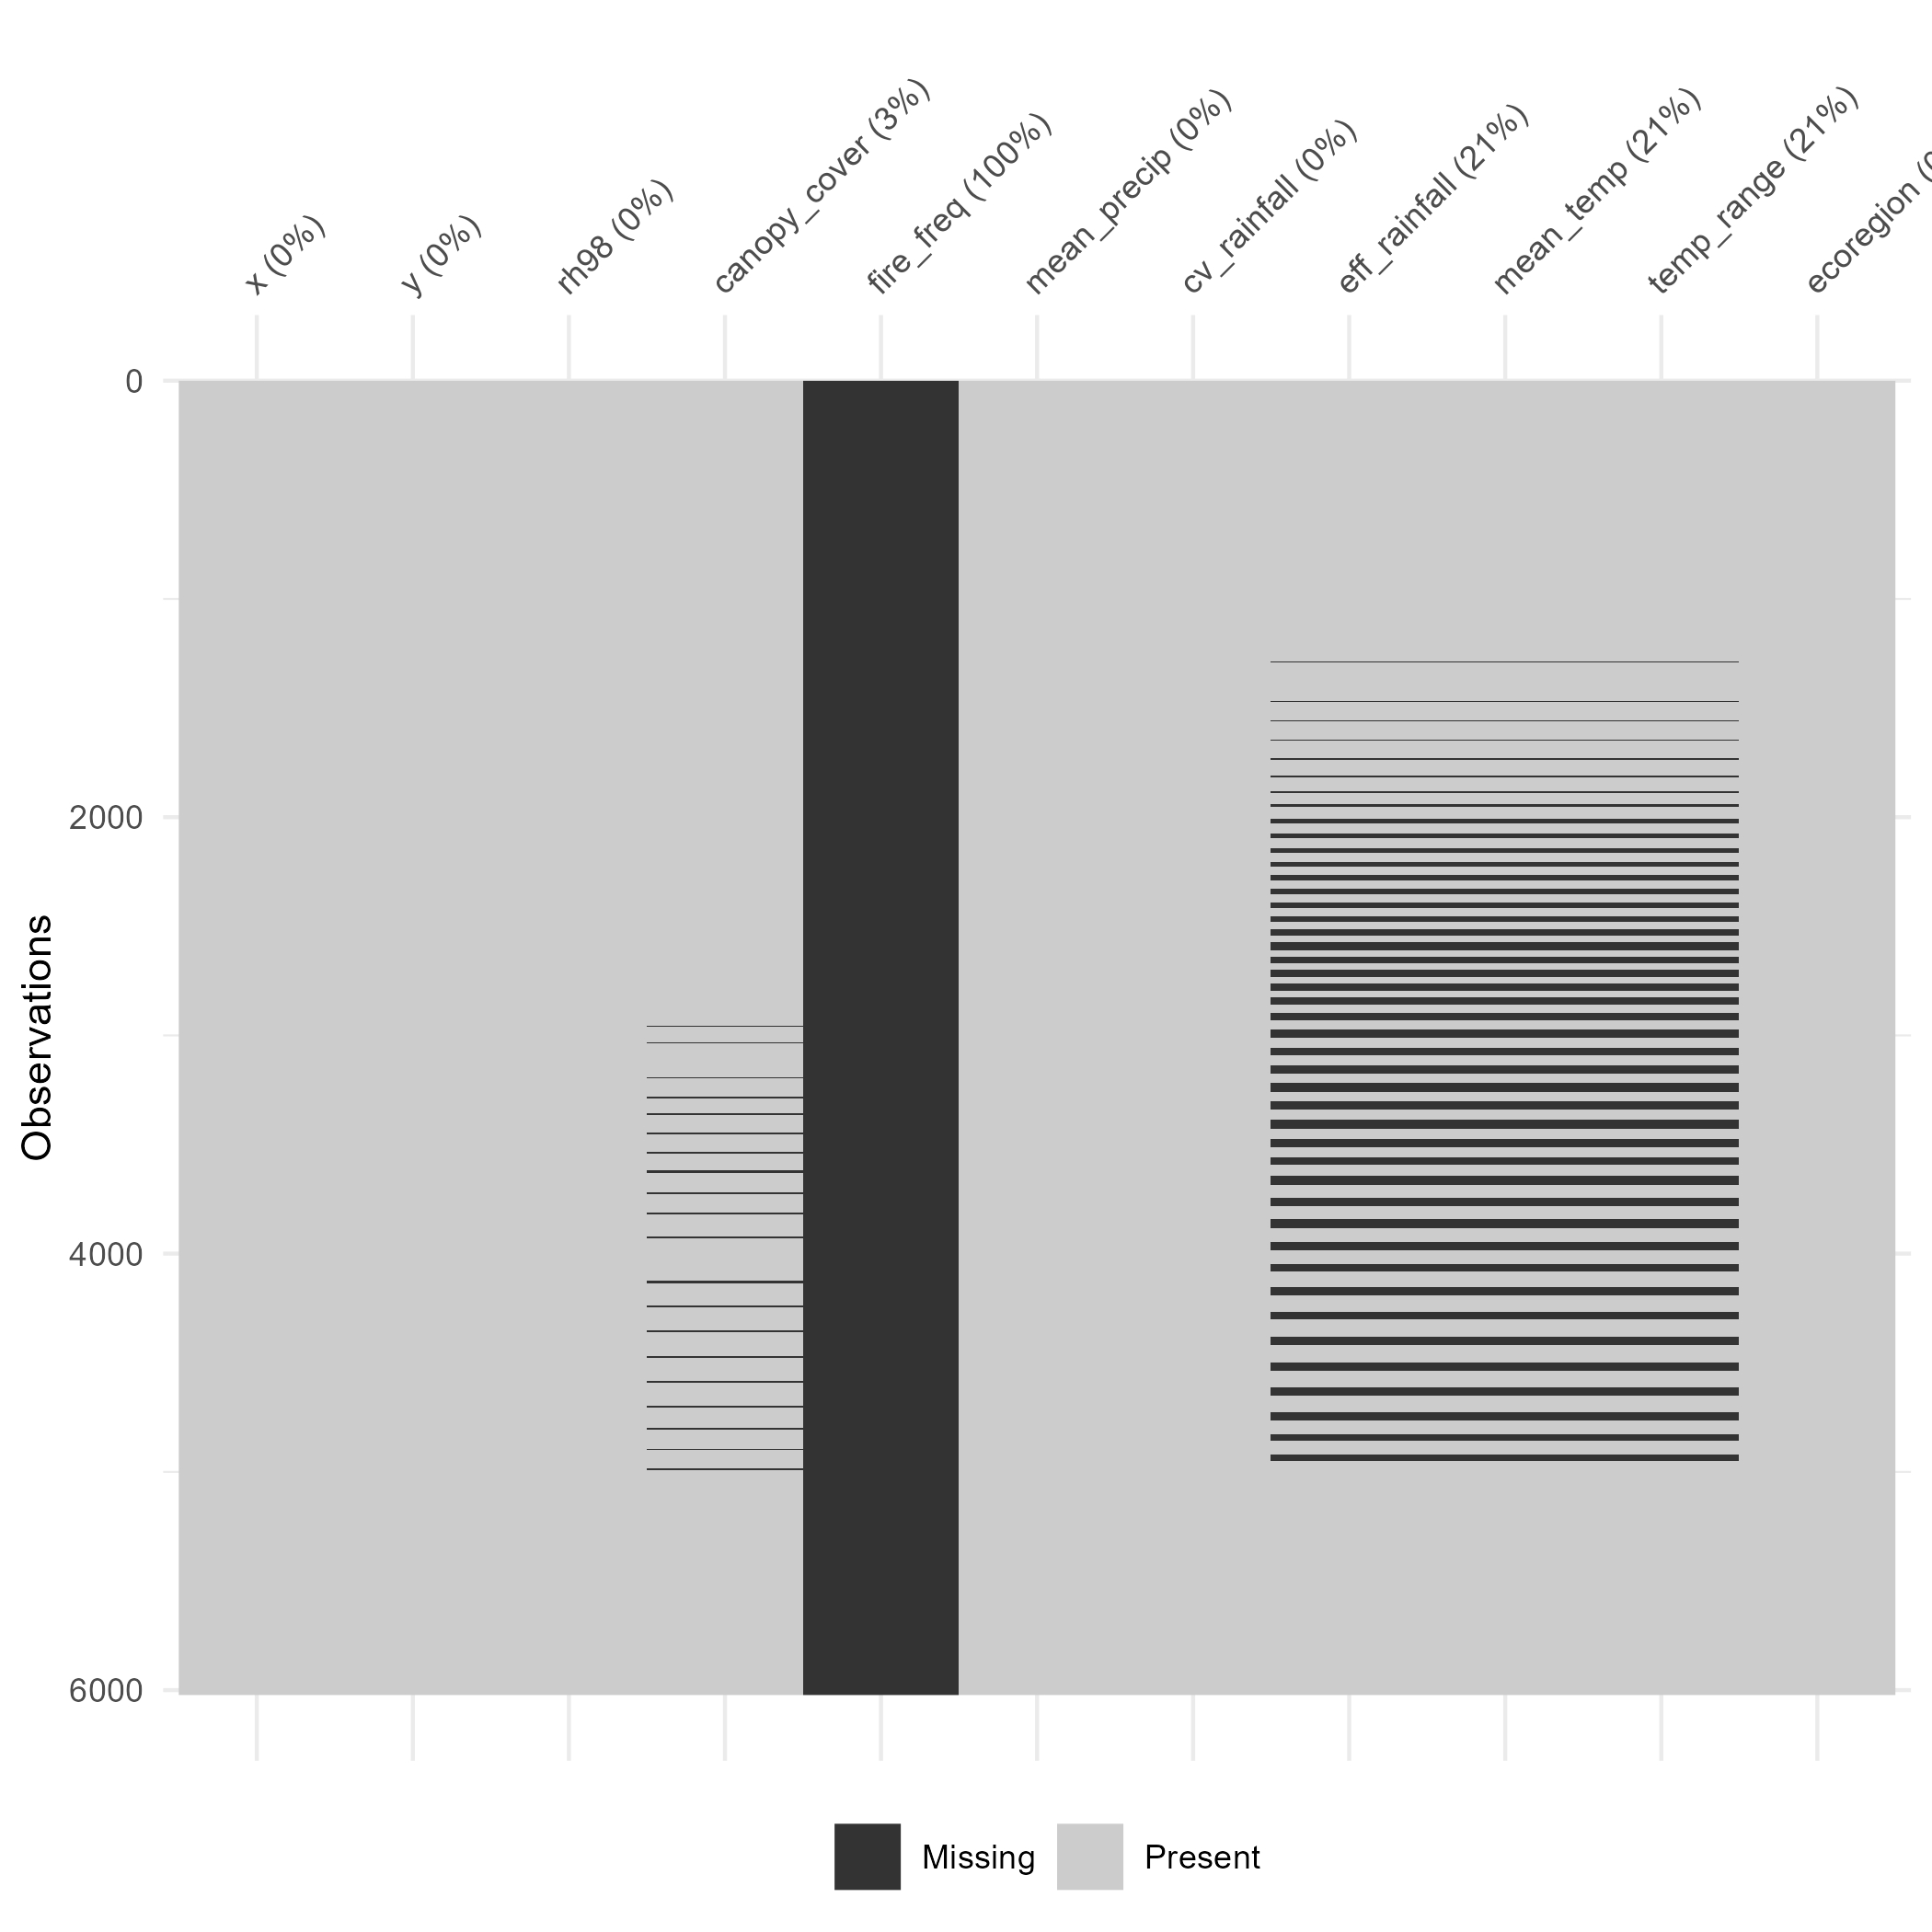 x (0%)
y (0%)
rh98 (0%)
canopy_cover (3%)
fire_freq (100%)
mean_precip (0%)
cv_rainfall (0%)
eff_rainfall (21%)
mean_temp (21%)
temp_range (21%)
ecoregion
0
2000
4000
6000
Observations
Missing
Present